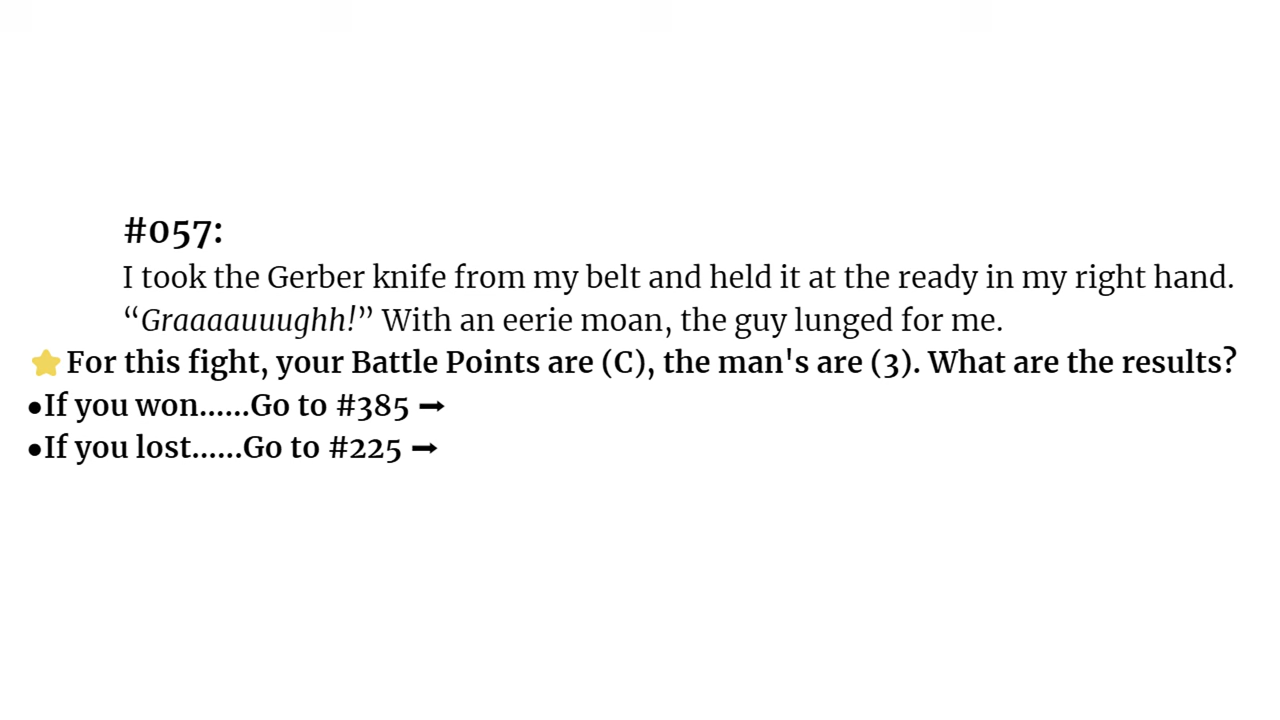 #057:
I took the Gerber knife from my belt and held it at the ready in my right hand.
“Graaaauuughh!” With an eerie moan, the guy lunged for me.
⭐For this fight, your Battle Points are (C), the man's are (3). What are the results?
●If you won......Go to #385 ➞
●If you lost......Go to #225 ➞